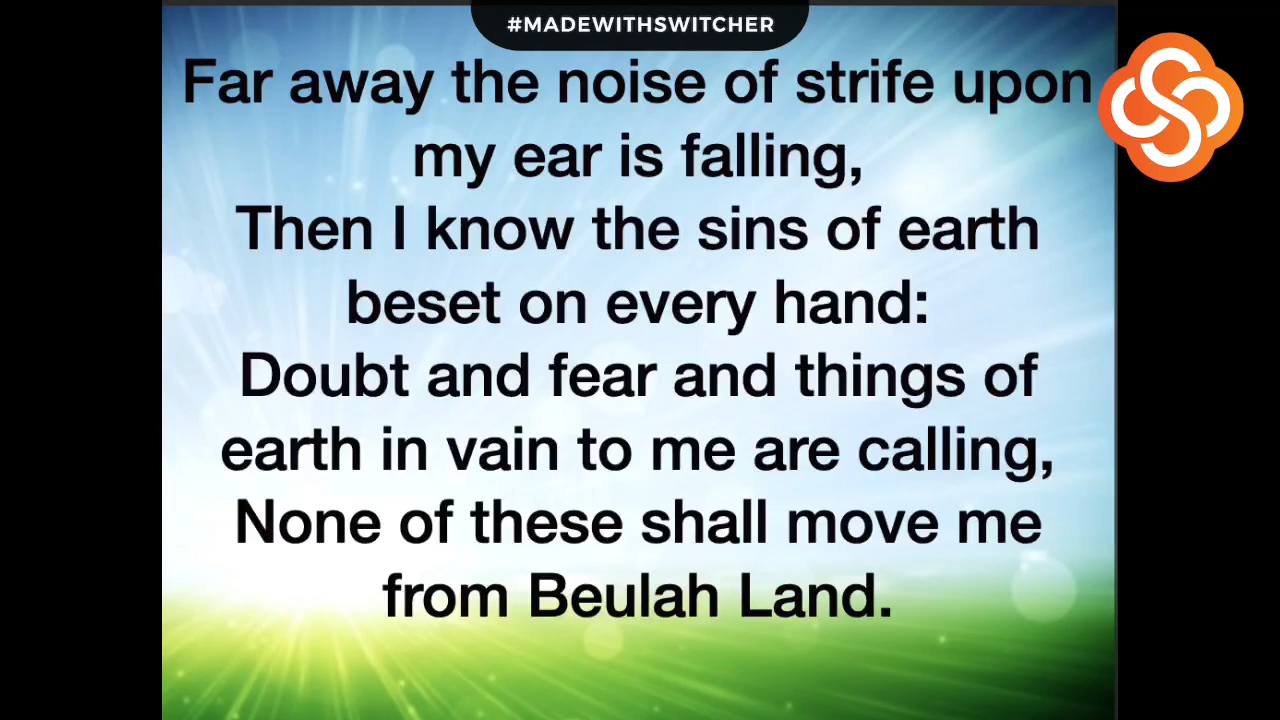 #MADEWITHSWITCHER
Far away the noise of strife upon
my ear is falling,
Then I know the sins of earth
beset on every hand:
Doubt and fear and things of
earth in vain to me are calling,
None of these shall move me
from Beulah Land.